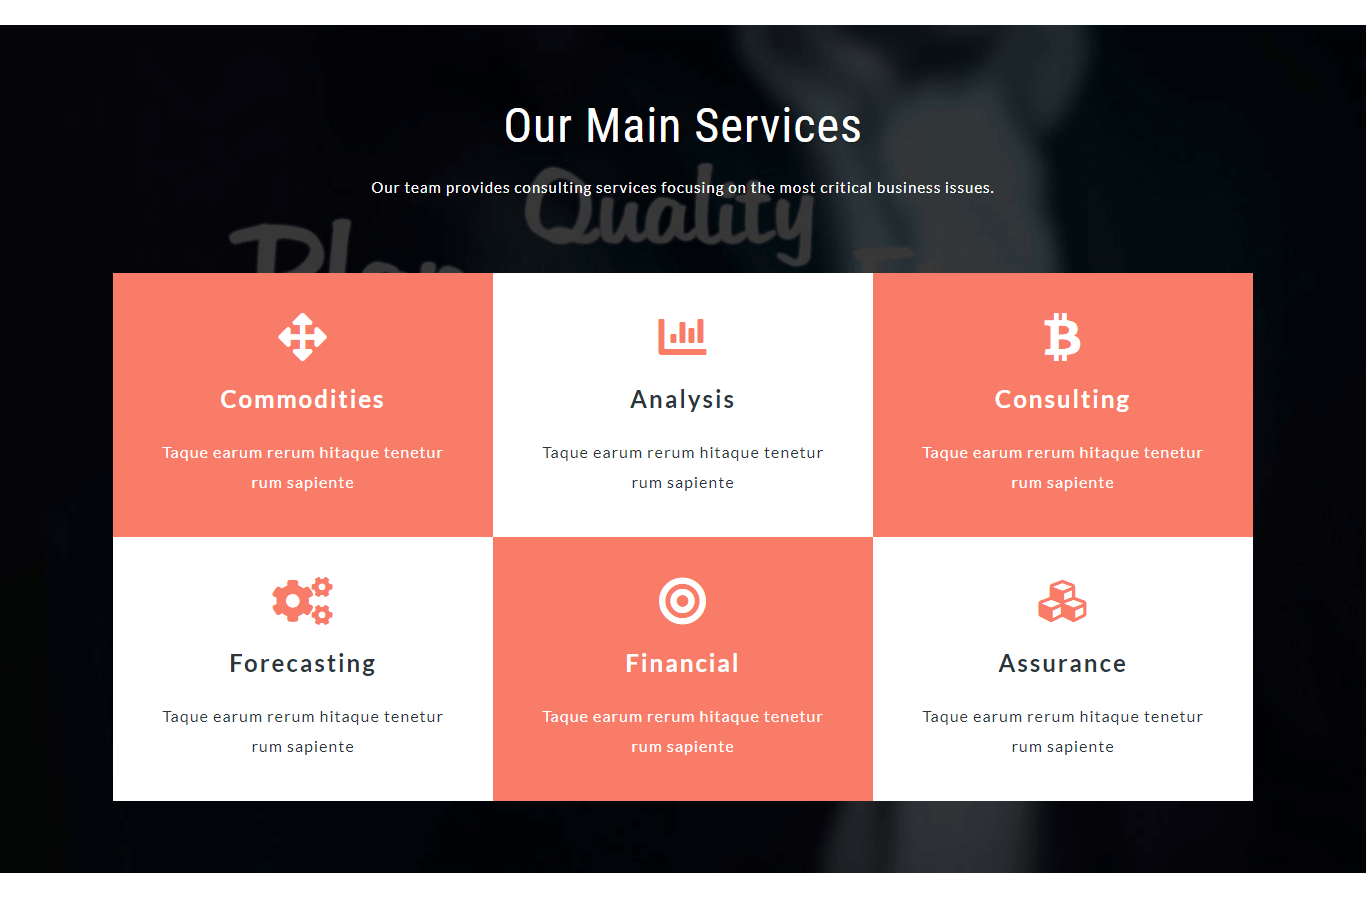 Our Main Services
Our team provides consulting services focusing on the most critical business issues.
Quality
Plan
Commodities
Taque earum rerum hitaque tenetur
rum sapiente
Analysis
Taque earum rerum hitaque tenetur
rum sapiente
Consulting
Taque earum rerum hitaque tenetur
rum sapiente
Forecasting
Taque earum rerum hitaque tenetur
rum sapiente
Financial
Taque earum rerum hitaque tenetur
rum sapiente
Assurance
Taque earum rerum hitaque tenetur
rum sapiente